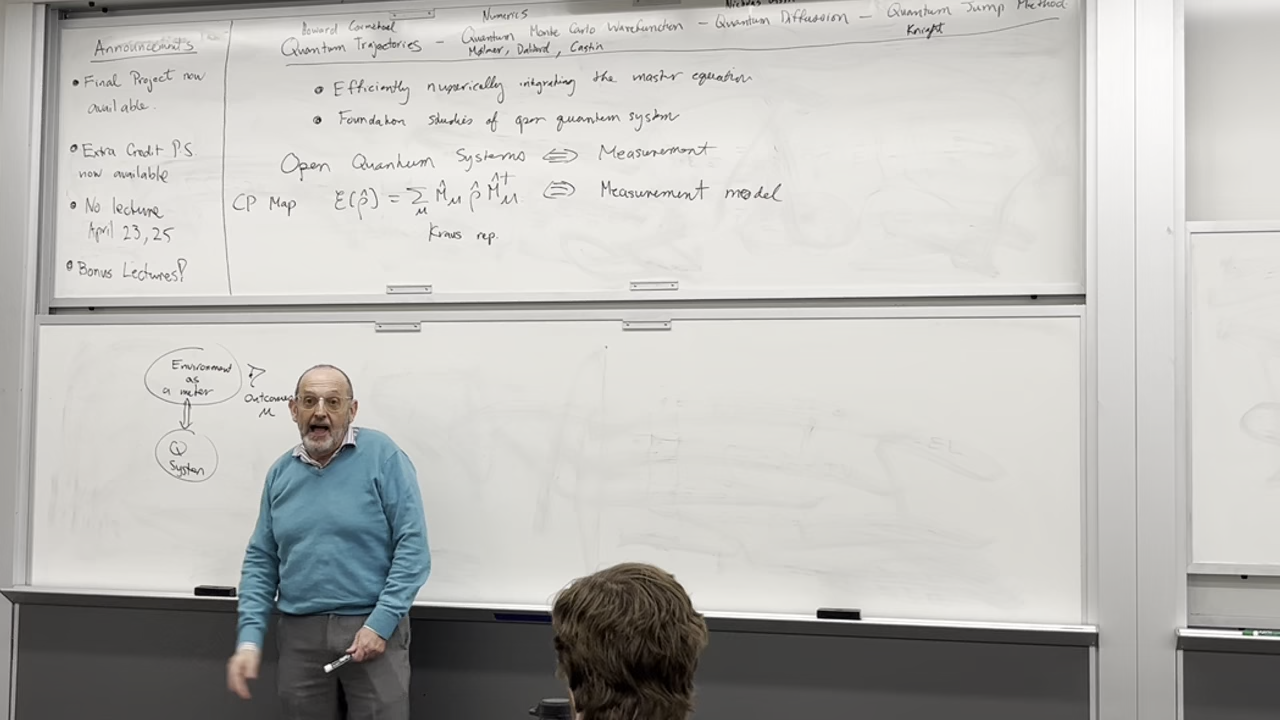 Announcements
• Final Project now
available.
• Extra Credit P.S.
now available
• No lecture
April 23, 25
• Bonus Lectures?
Howard Carmichael
Numerics
Quantum Trajectories – Quantum Monte Carlo Wavefunction – Quantum Diffusion – Quantum Jump Method
Mølmer, Dalibard, Castin
Knight
• Efficiently numerically integrating the master equation
• Foundation studies of open quantum system
Open Quantum Systems ⟺ Measurement
CP Map ℰ(ρ̂) = ∑_μ M̂_μ ρ̂ M̂_μ^† ⟺ Measurement model
Kraus rep.
Environment
as
a meter
Outcomes
μ
Q
System